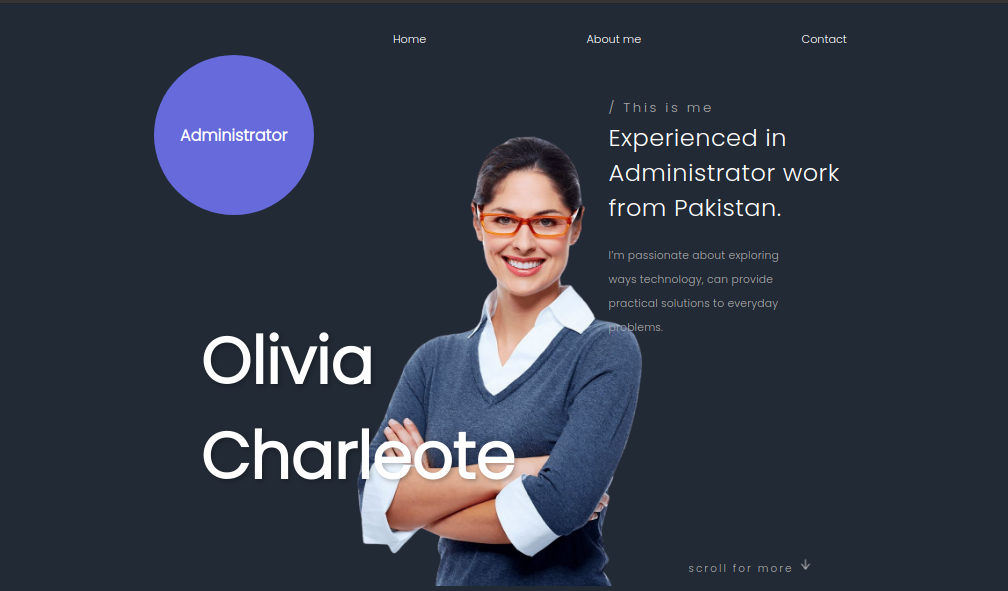 Home
About me
Contact
Administrator
/ This is me
Experienced in
Administrator work
from Pakistan.
I'm passionate about exploring
ways technology, can provide
practical solutions to everyday
problems.
Olivia
Charleote
scroll for more